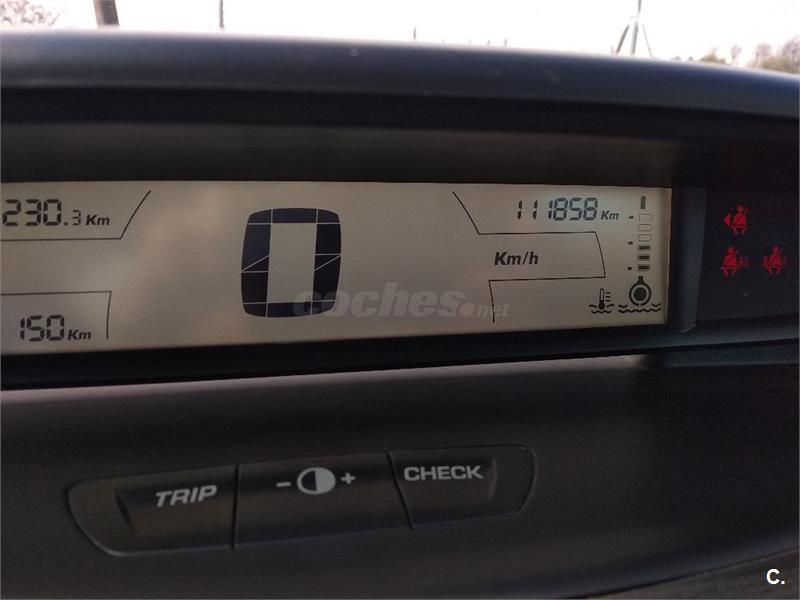 230.3 Km
0
111858 Km
Km/h
150 Km
coches.net
TRIP
- +
CHECK
C.